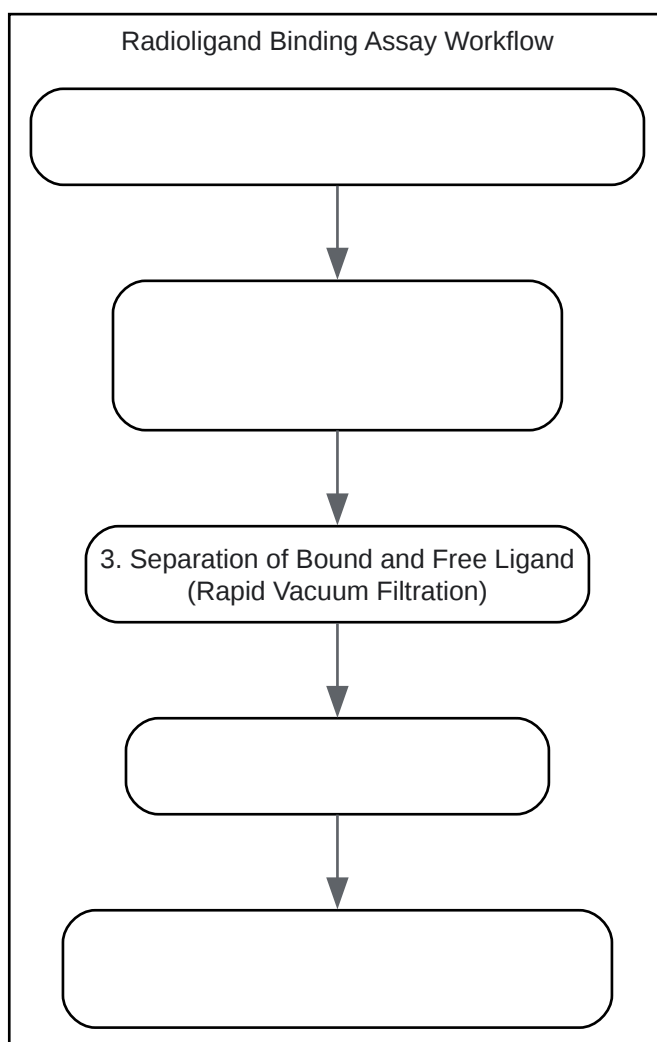 Radioligand Binding Assay Workflow
3. Separation of Bound and Free Ligand
(Rapid Vacuum Filtration)